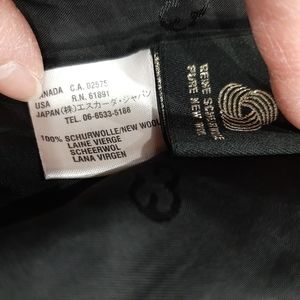 CANADA C.A. 02575
USA R.N. 61891
JAPAN (株)エスカーダ・ジャパン
TEL. 06-6533-5188
100% SCHURWOLLE/NEW WOOL
LAINE VIERGE
SCHEERWOL
LANA VIRGEN
REINE SCHURWOLLE
PURE NEW WOOL